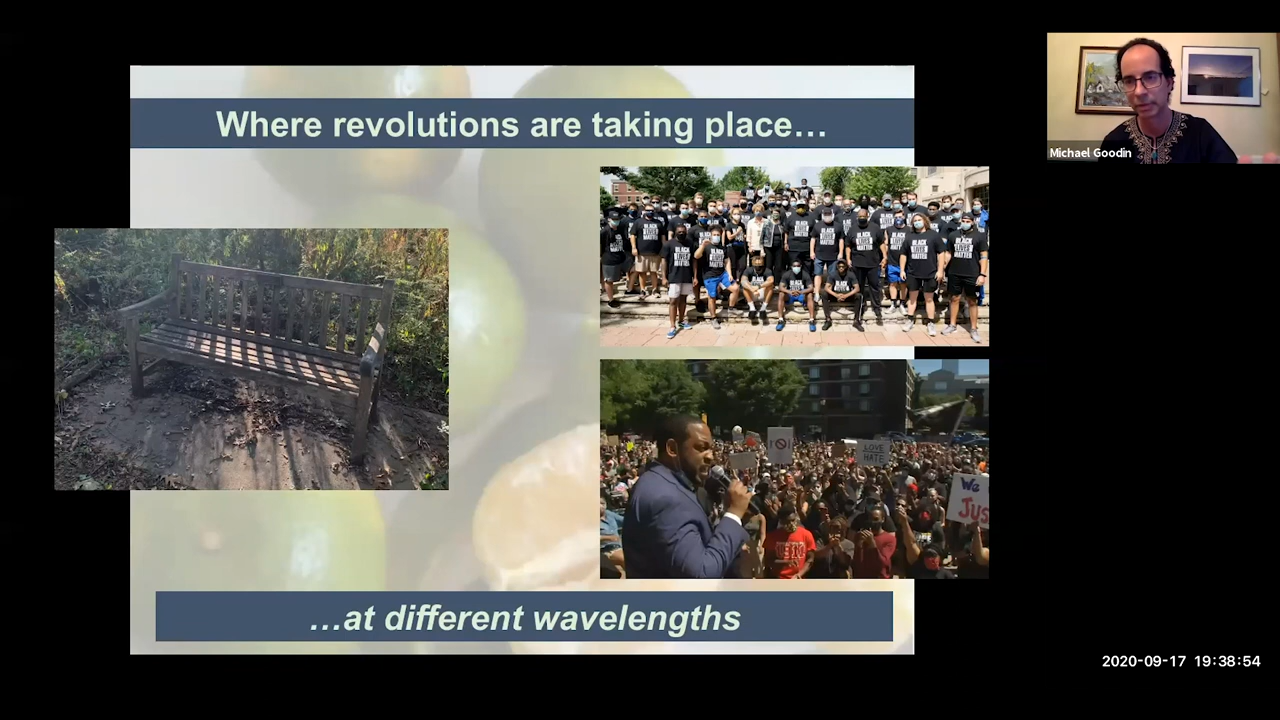 Where revolutions are taking place…
Michael Goodin
BLACK
LIVES
MATTER
LOVE
HATE
We
Jus
…at different wavelengths
2020-09-17 19:38:54